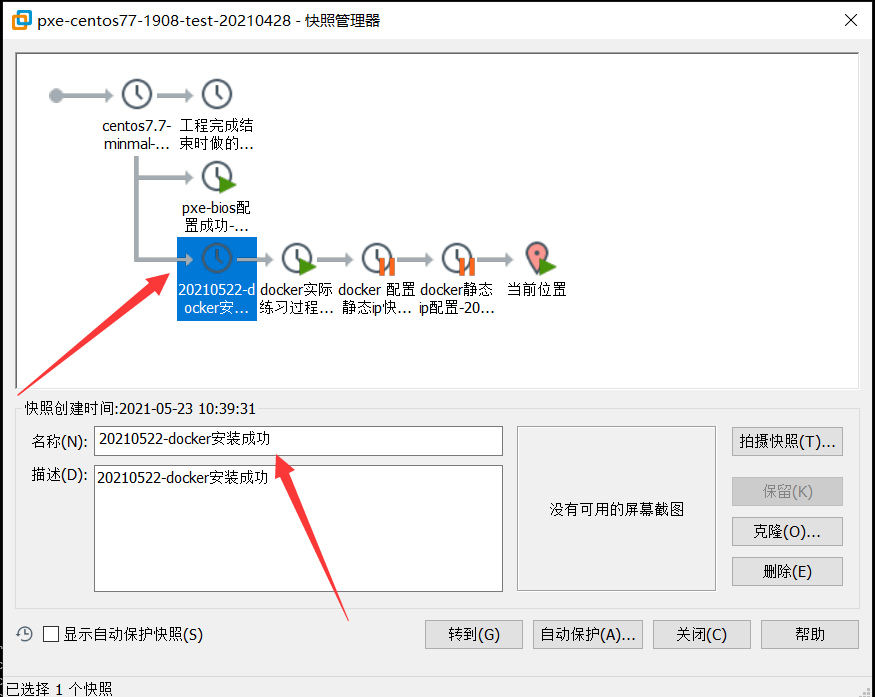 pxe-centos77-1908-test-20210428 - 快照管理器
centos7.7-
minmal-...
工程完成结
束时做的...
pxe-bios配
置成功-...
20210522-d
ocker安...
docker实际
练习过程...
docker 配置
静态ip快...
docker静态
ip配置-20...
当前位置
快照创建时间:2021-05-23 10:39:31
名称(N):
20210522-docker安装成功
描述(D):
20210522-docker安装成功
没有可用的屏幕截图
拍摄快照(T)...
保留(K)
克隆(O)...
删除(E)
显示自动保护快照(S)
转到(G)
自动保护(A)...
关闭(C)
帮助
已选择 1 个快照